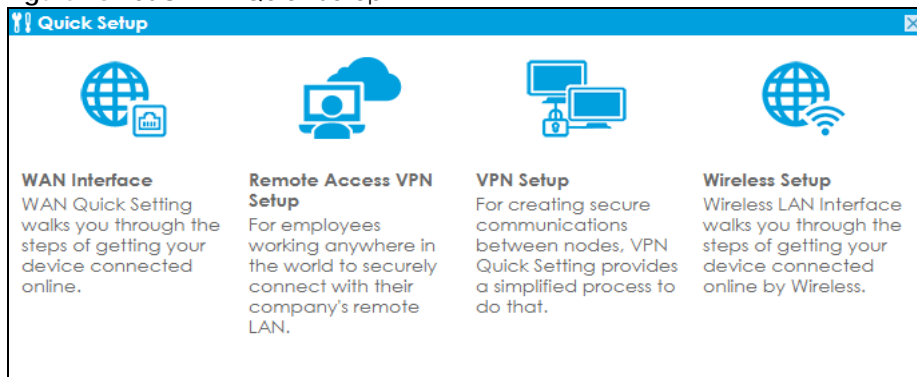 Quick Setup
WAN Interface
WAN Quick Setting
walks you through the
steps of getting your
device connected
online.
Remote Access VPN
Setup
For employees
working anywhere in
the world to securely
connect with their
company's remote
LAN.
VPN Setup
For creating secure
communications
between nodes, VPN
Quick Setting provides
a simplified process to
do that.
Wireless Setup
Wireless LAN Interface
walks you through the
steps of getting your
device connected
online by Wireless.